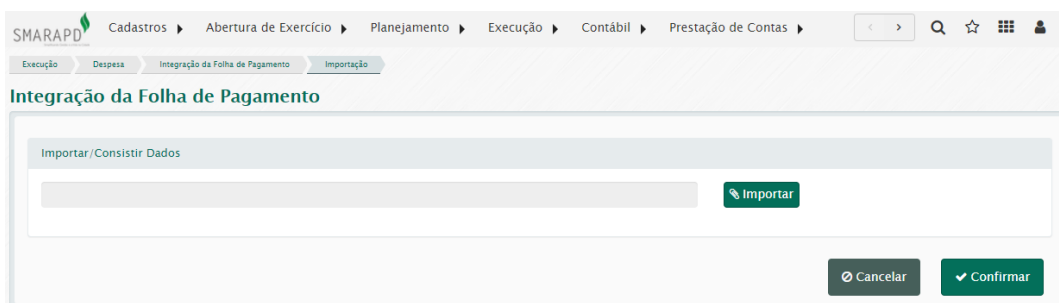 SMARAPD Cadastros Abertura de Exercício Planejamento Execução Contábil Prestação de Contas
Execução Despesa Integração da Folha de Pagamento Importação
Integração da Folha de Pagamento
Importar/Consistir Dados
Importar
Cancelar Confirmar